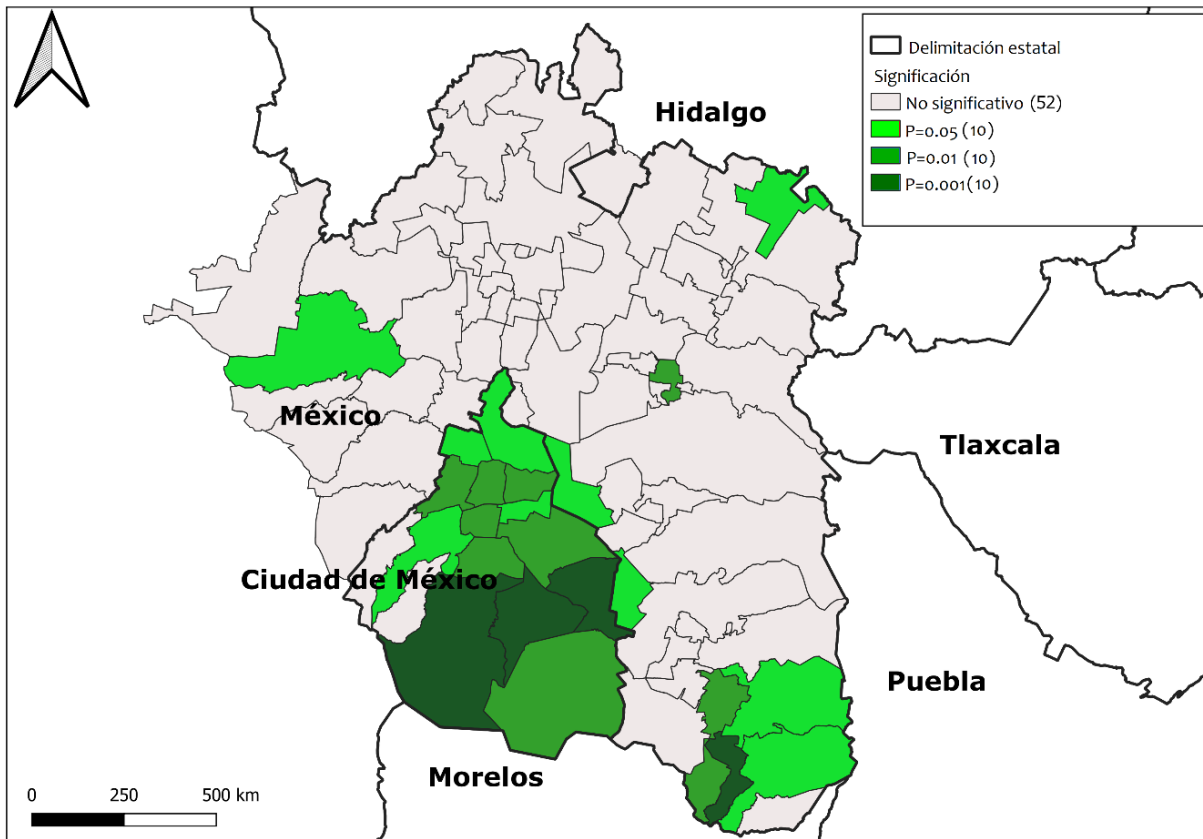 Delimitación estatal
Significación
No significativo (52)
P=0.05 (10)
P=0.01 (10)
P=0.001(10)
Hidalgo
México
Tlaxcala
Ciudad de México
Puebla
Morelos
0 250 500 km